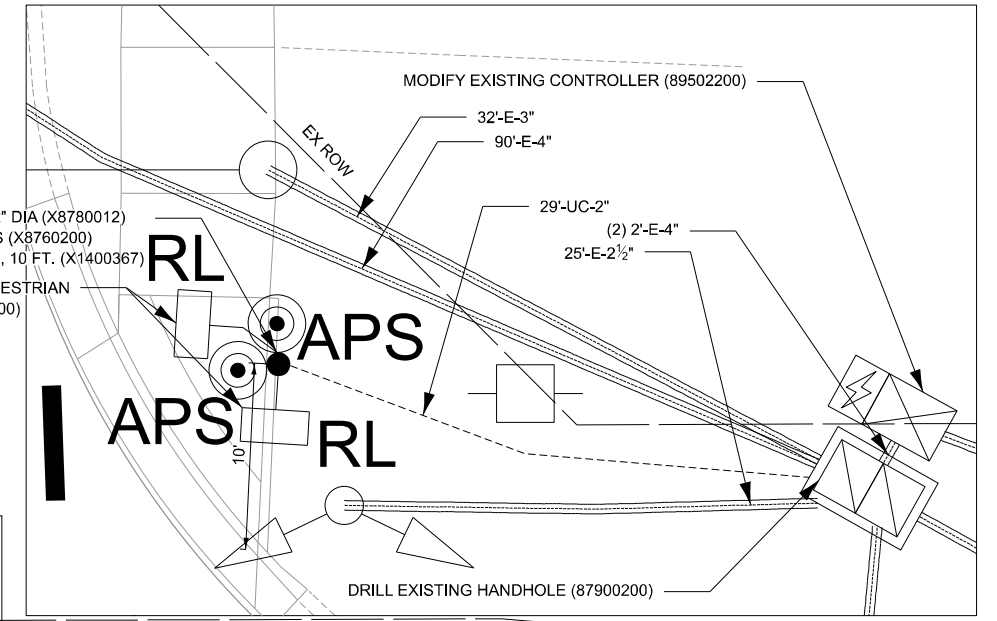 MODIFY EXISTING CONTROLLER (89502200)
32'-E-3"
90'-E-4"
EX ROW
29'-UC-2"
(2) 2'-E-4"
25'-E-2½"
" DIA (X8780012)
S (X8760200)
, 10 FT. (X1400367)
ESTRIAN
00)
RL
APS
APS
RL
10'
DRILL EXISTING HANDHOLE (87900200)